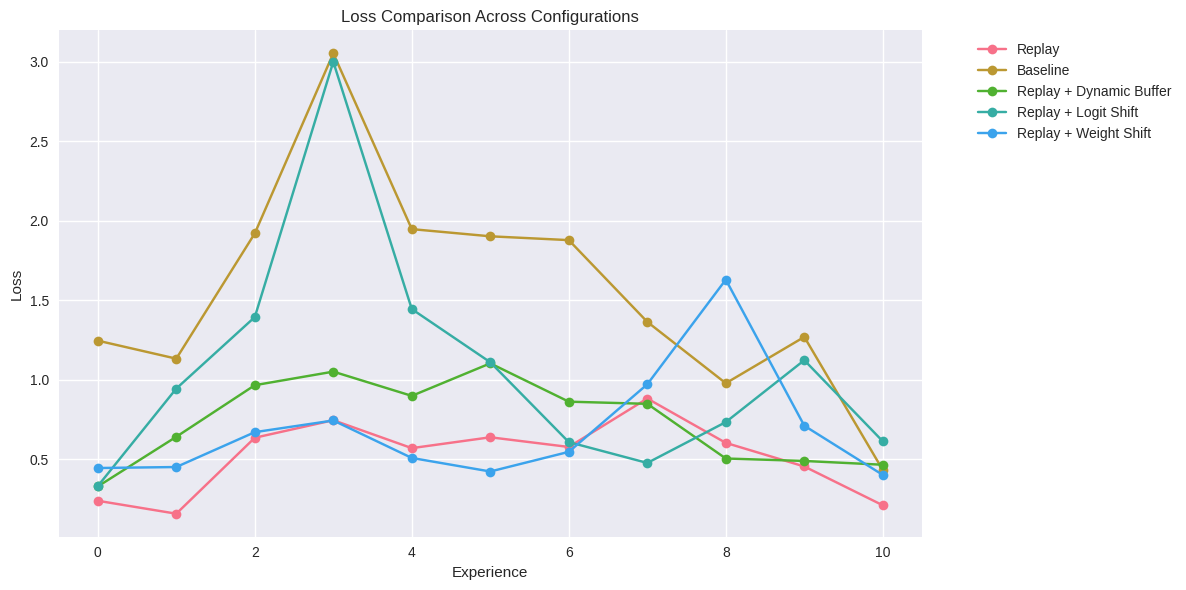 Loss Comparison Across Configurations
Replay
Baseline
Replay + Dynamic Buffer
Replay + Logit Shift
Replay + Weight Shift
Loss
3.0
2.5
2.0
1.5
1.0
0.5
0 2 4 6 8 10
Experience